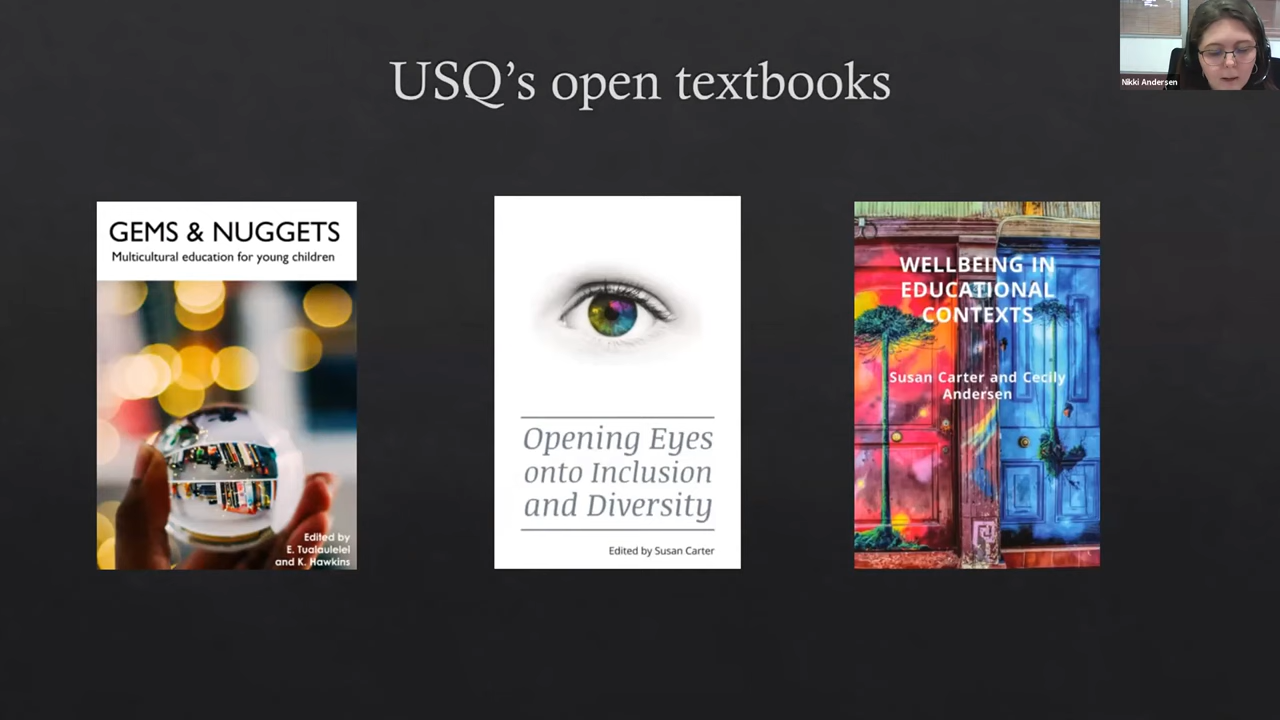 USQ's open textbooks
Nikki Andersen
GEMS & NUGGETS
Multicultural education for young children
Edited by
E. Tualaulelei
and K. Hawkins
Opening Eyes
onto Inclusion
and Diversity
Edited by Susan Carter
WELLBEING IN
EDUCATIONAL
CONTEXTS
Susan Carter and Cecily
Andersen